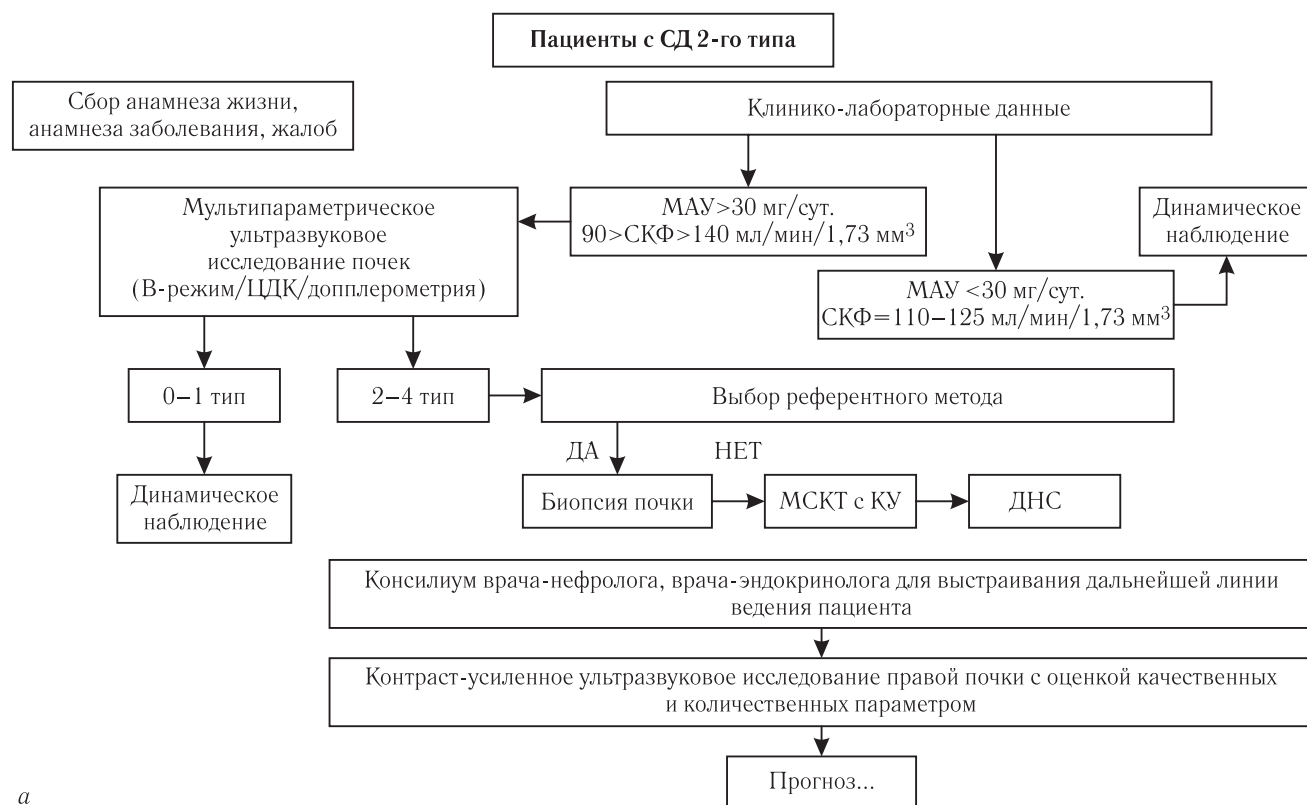 Пациенты с СД 2-го типа
Сбор анамнеза жизни,
анамнеза заболевания, жалоб
Клинико-лабораторные данные
Мультипараметрическое
ультразвуковое
исследование почек
(В-режим/ЦДК/допплерометрия)
МАУ>30 мг/сут.
90>СКФ>140 мл/мин/1,73 мм³
Динамическое
наблюдение
МАУ <30 мг/сут.
СКФ=110–125 мл/мин/1,73 мм³
0–1 тип
2–4 тип
Выбор референтного метода
ДА
НЕТ
Динамическое
наблюдение
Биопсия почки
МСКТ с КУ
ДНС
Консилиум врача-нефролога, врача-эндокринолога для выстраивания дальнейшей линии
ведения пациента
Контраст-усиленное ультразвуковое исследование правой почки с оценкой качественных
и количественных параметром
Прогноз...
а